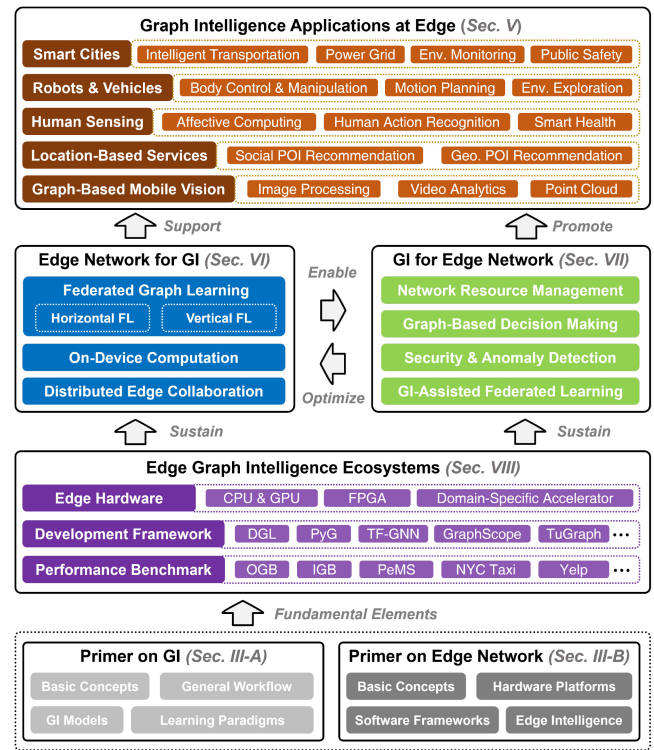 Graph Intelligence Applications at Edge (Sec. V)
Smart Cities Intelligent Transportation Power Grid Env. Monitoring Public Safety
Robots & Vehicles Body Control & Manipulation Motion Planning Env. Exploration
Human Sensing Affective Computing Human Action Recognition Smart Health
Location-Based Services Social POI Recommendation Geo. POI Recommendation
Graph-Based Mobile Vision Image Processing Video Analytics Point Cloud
Support Promote
Edge Network for GI (Sec. VI)
Federated Graph Learning
Horizontal FL Vertical FL
On-Device Computation
Distributed Edge Collaboration
Enable
Optimize
GI for Edge Network (Sec. VII)
Network Resource Management
Graph-Based Decision Making
Security & Anomaly Detection
GI-Assisted Federated Learning
Sustain Sustain
Edge Graph Intelligence Ecosystems (Sec. VIII)
Edge Hardware CPU & GPU FPGA Domain-Specific Accelerator
Development Framework DGL PyG TF-GNN GraphScope TuGraph ···
Performance Benchmark OGB IGB PeMS NYC Taxi Yelp ···
Fundamental Elements
Primer on GI (Sec. III-A)
Basic Concepts General Workflow
GI Models Learning Paradigms
Primer on Edge Network (Sec. III-B)
Basic Concepts Hardware Platforms
Software Frameworks Edge Intelligence